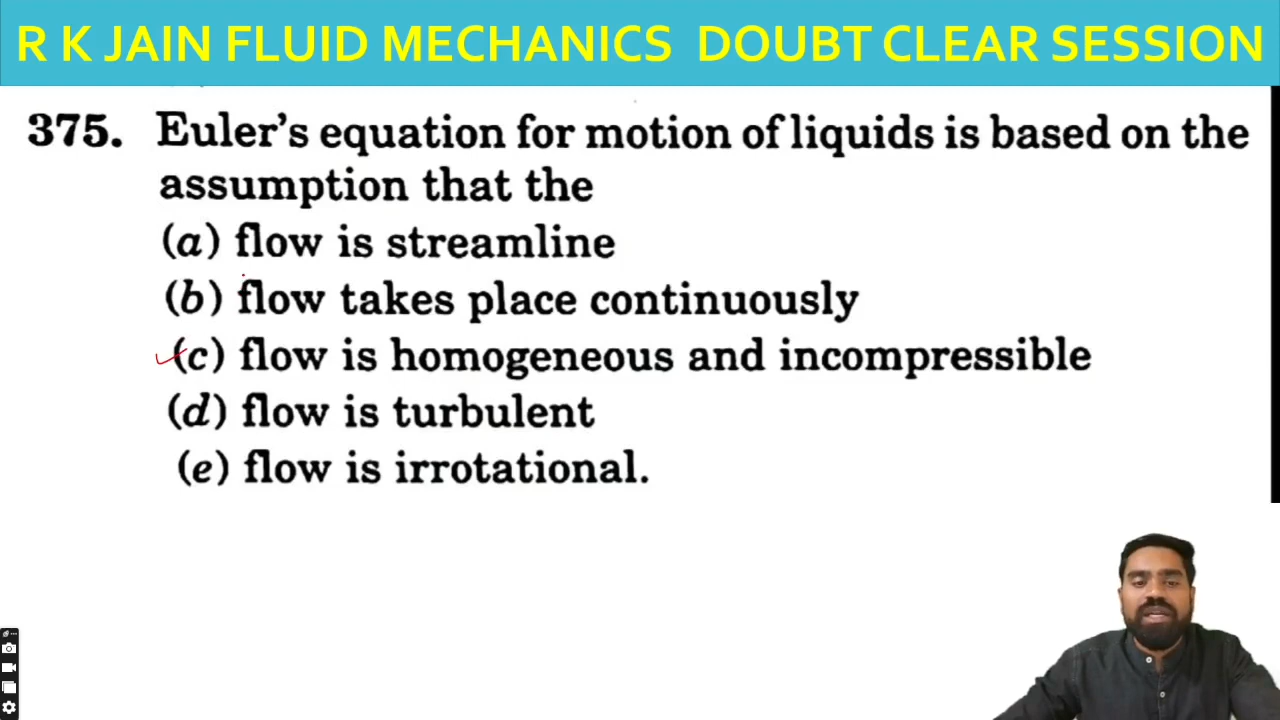 R K JAIN FLUID MECHANICS DOUBT CLEAR SESSION
375. Euler's equation for motion of liquids is based on the
assumption that the
(a) flow is streamline
(b) flow takes place continuously
(c) flow is homogeneous and incompressible
(d) flow is turbulent
(e) flow is irrotational.